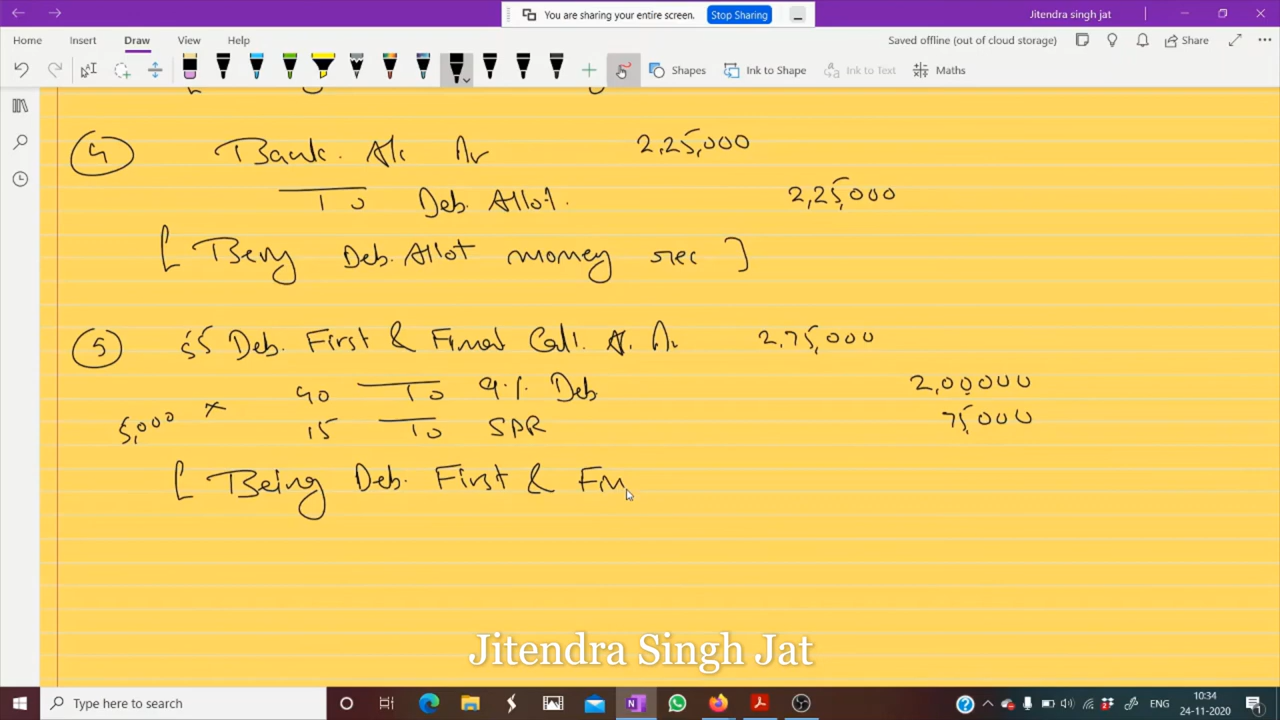 You are sharing your entire screen. Stop Sharing
Jitendra singh jat
Home Insert Draw View Help
Saved offline (out of cloud storage) Share
Shapes Ink to Shape Ink to Text Maths
4 Bank. A/c Dr 2,25,000
To Deb. Allot. 2,25,000
[ Being Deb. Allot money rec ]
5 55 Deb. First & Final Call. A. Dr 2,75,000
40 To 9% Deb 2,00,000
5,000 × 15 To SPR 75,000
[ Being Deb. First & Fin
Jitendra Singh Jat
Type here to search
ENG
10:34
24-11-2020